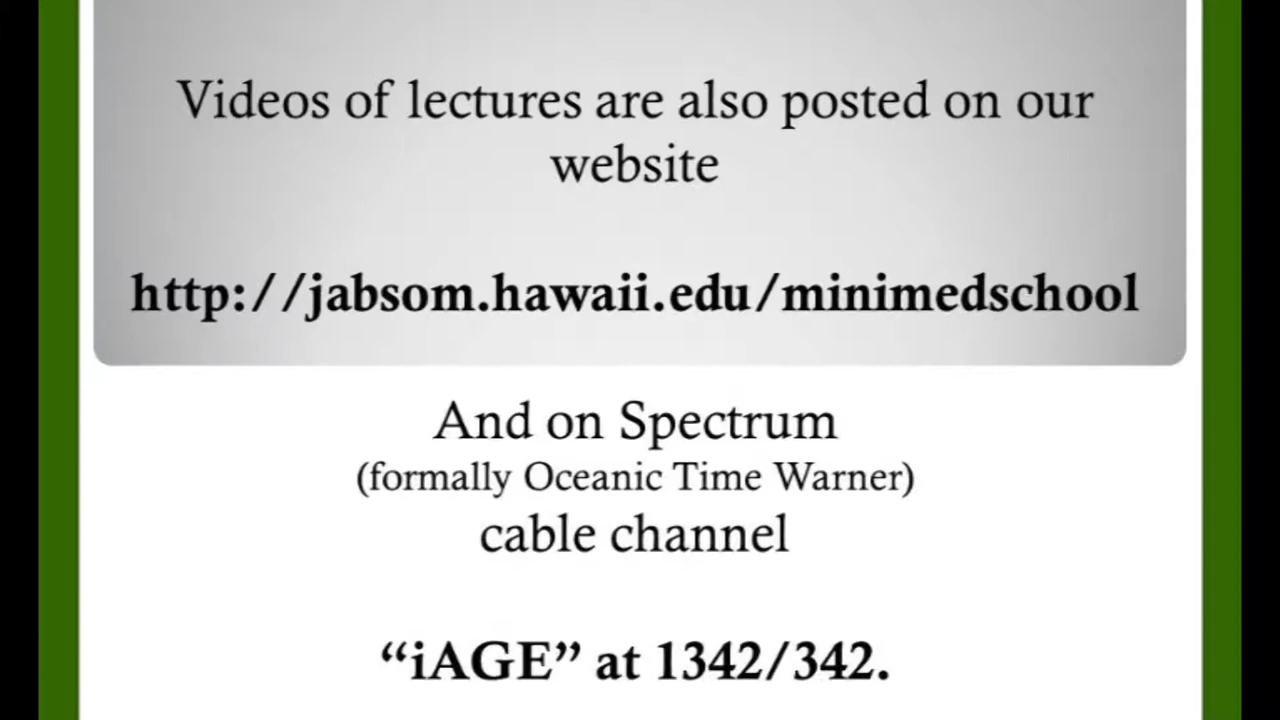 Videos of lectures are also posted on our
website
http://jabsom.hawaii.edu/minimedschool
And on Spectrum
(formally Oceanic Time Warner)
cable channel
“iAGE” at 1342/342.